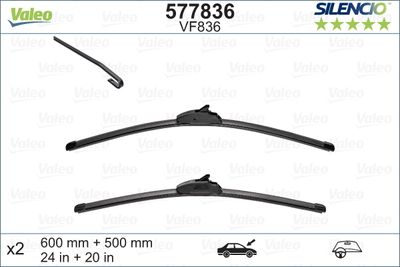 Valeo
577836
VF836
SILENCIO
x2
600 mm + 500 mm
24 in + 20 in